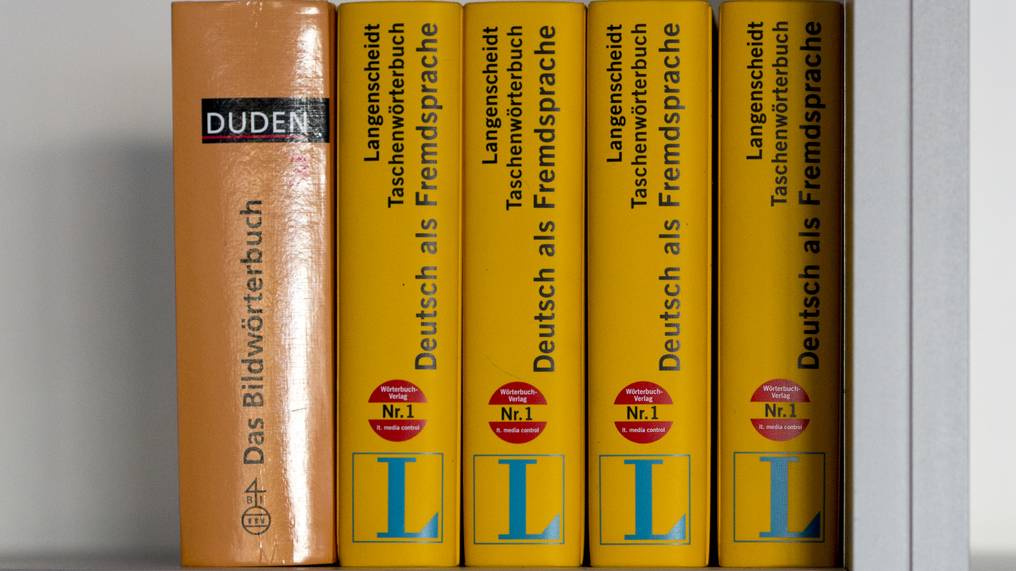 DUDEN
Das Bildwörterbuch
Langenscheidt
Taschenwörterbuch
Deutsch als Fremdsprache
Wörterbuch-
Verlag
Nr. 1
lt. media control
L
Langenscheidt
Taschenwörterbuch
Deutsch als Fremdsprache
Wörterbuch-
Verlag
Nr. 1
lt. media control
L
Langenscheidt
Taschenwörterbuch
Deutsch als Fremdsprache
Wörterbuch-
Verlag
Nr. 1
lt. media control
L
Langenscheidt
Taschenwörterbuch
Deutsch als Fremdsprache
Wörterbuch-
Verlag
Nr. 1
lt. media control
L